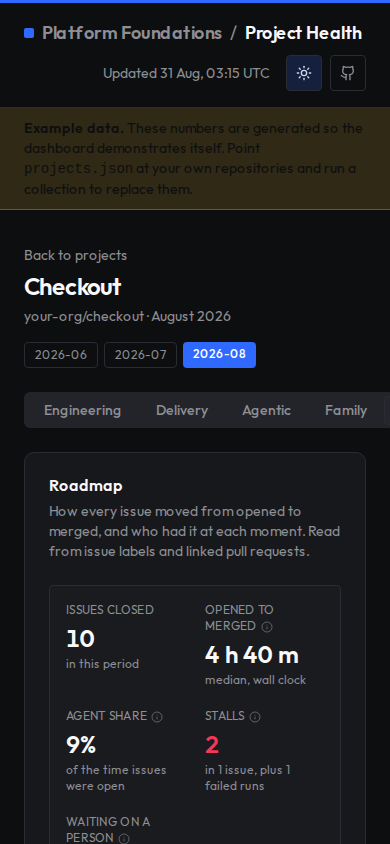 Platform Foundations / Project Health
Updated 31 Aug, 03:15 UTC
Example data. These numbers are generated so the
dashboard demonstrates itself. Point
projects.json at your own repositories and run a
collection to replace them.
Back to projects
Checkout
your-org/checkout · August 2026
2026-06 2026-07 2026-08
Engineering Delivery Agentic Family
Roadmap
How every issue moved from opened to
merged, and who had it at each moment. Read
from issue labels and linked pull requests.
ISSUES CLOSED
10
in this period
OPENED TO
MERGED
4 h 40 m
median, wall clock
AGENT SHARE
9%
of the time issues
were open
STALLS
2
in 1 issue, plus 1
failed runs
WAITING ON A
PERSON